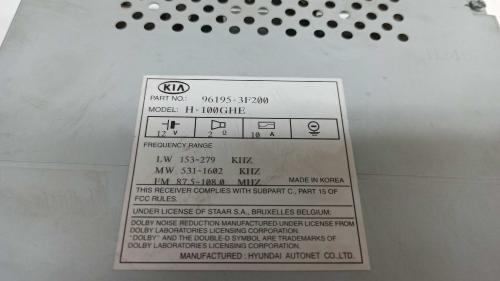 KIA
PART NO.: 96195-3F200
MODEL: H-100GHE
12 V 2 Ω 10 A
FREQUENCY RANGE
LW 153-279 KHZ
MW 531-1602 KHZ
FM 87.5-108.0 MHZ MADE IN KOREA
THIS RECEIVER COMPLIES WITH SUBPART C, PART 15 OF
FCC RULES.
UNDER LICENSE OF STAAR S.A., BRUXELLES BELGIUM:
DOLBY NOISE REDUCTION MANUFACTURED UNDER LICENSE FROM
DOLBY LABORATORIES LICENSING CORPORATION.
"DOLBY" AND THE DOUBLE-D SYMBOL ARE TRADEMARKS OF
DOLBY LABORATORIES LICENSING CORPORATION.
MANUFACTURED : HYUNDAI AUTONET CO.,LTD.